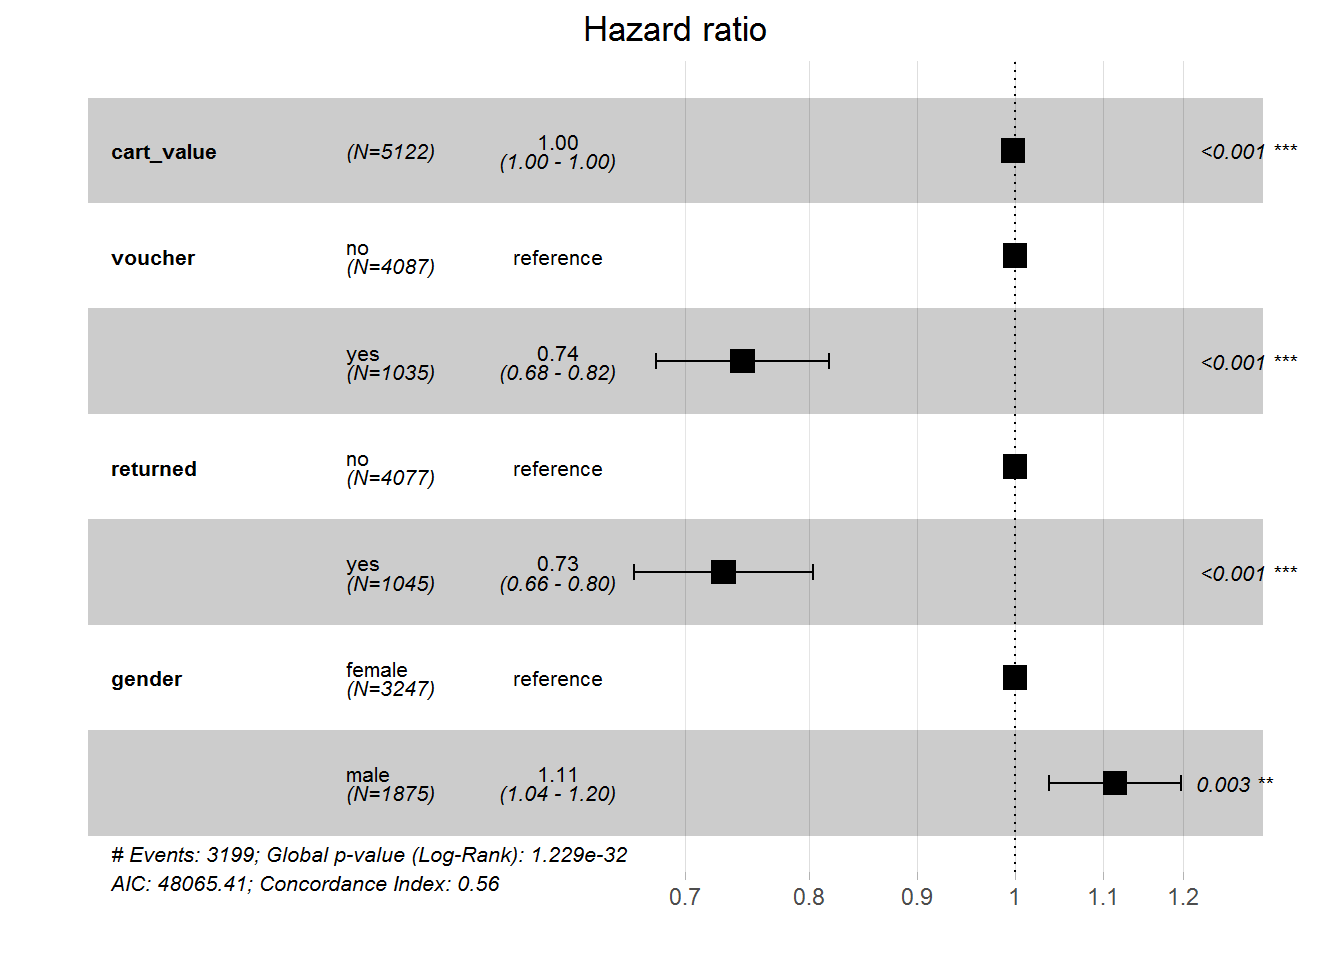 Hazard ratio
cart_value (N=5122) 1.00 (1.00 - 1.00) <0.001 ***
voucher no (N=4087) reference
yes (N=1035) 0.74 (0.68 - 0.82) <0.001 ***
returned no (N=4077) reference
yes (N=1045) 0.73 (0.66 - 0.80) <0.001 ***
gender female (N=3247) reference
male (N=1875) 1.11 (1.04 - 1.20) 0.003 **
# Events: 3199; Global p-value (Log-Rank): 1.229e-32
AIC: 48065.41; Concordance Index: 0.56
0.7 0.8 0.9 1 1.1 1.2